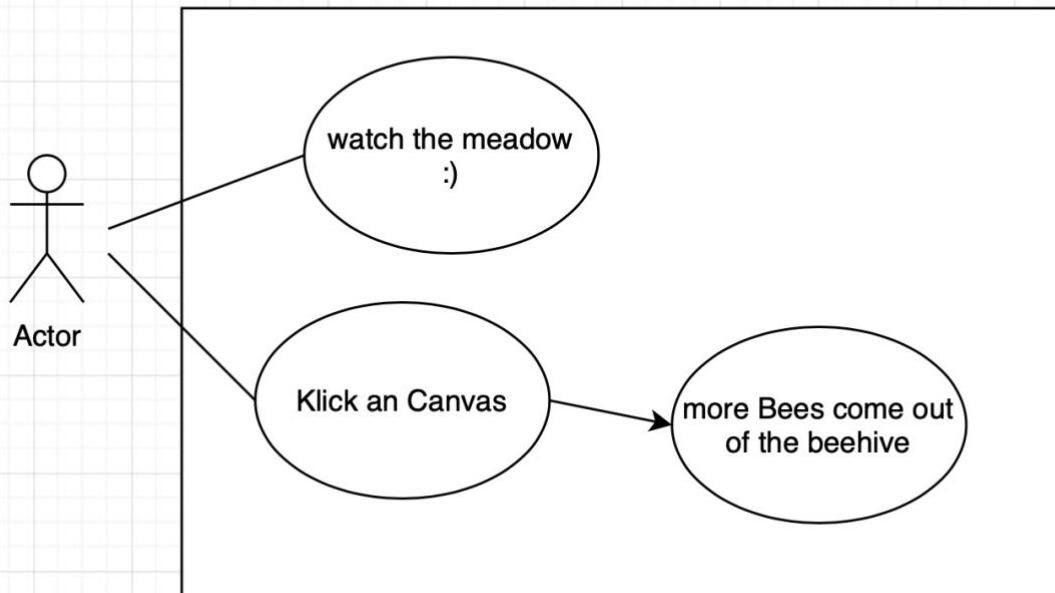 watch the meadow
:)
Actor
Klick an Canvas
more Bees come out
of the beehive